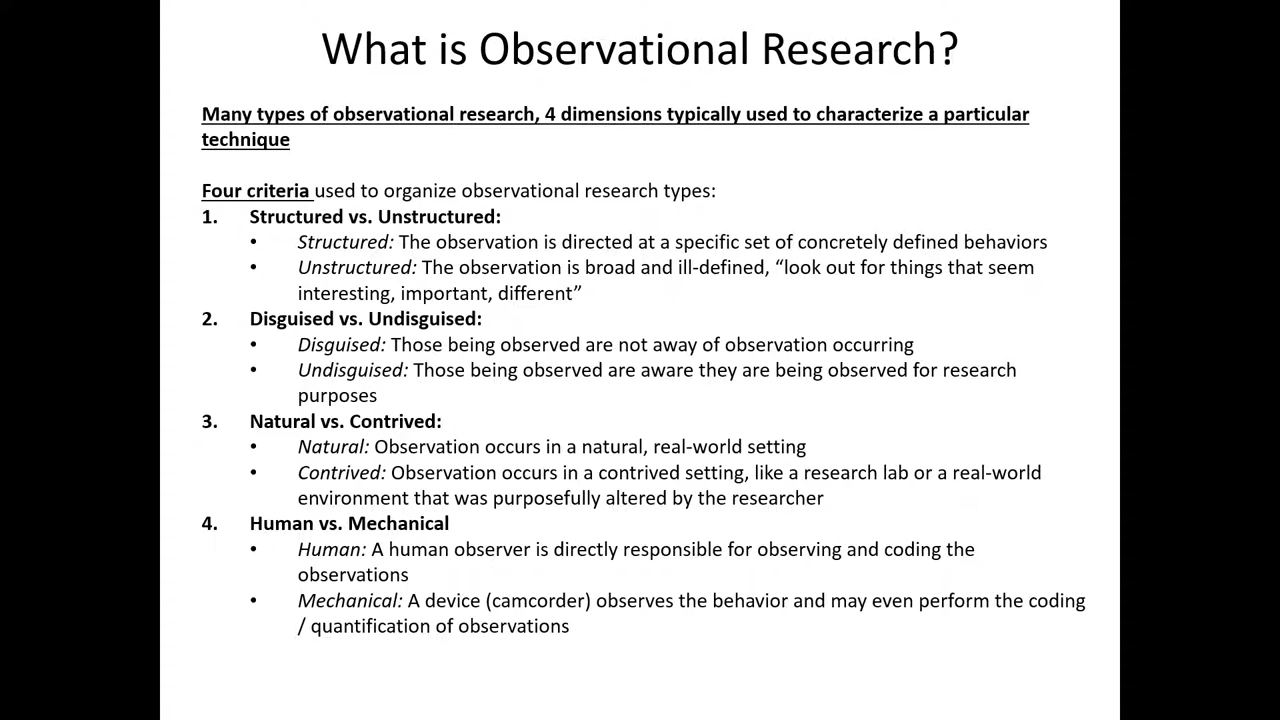 What is Observational Research?
Many types of observational research, 4 dimensions typically used to characterize a particular
technique
Four criteria used to organize observational research types:
1. Structured vs. Unstructured:
• Structured: The observation is directed at a specific set of concretely defined behaviors
• Unstructured: The observation is broad and ill-defined, “look out for things that seem
interesting, important, different”
2. Disguised vs. Undisguised:
• Disguised: Those being observed are not away of observation occurring
• Undisguised: Those being observed are aware they are being observed for research
purposes
3. Natural vs. Contrived:
• Natural: Observation occurs in a natural, real-world setting
• Contrived: Observation occurs in a contrived setting, like a research lab or a real-world
environment that was purposefully altered by the researcher
4. Human vs. Mechanical
• Human: A human observer is directly responsible for observing and coding the
observations
• Mechanical: A device (camcorder) observes the behavior and may even perform the coding
/ quantification of observations